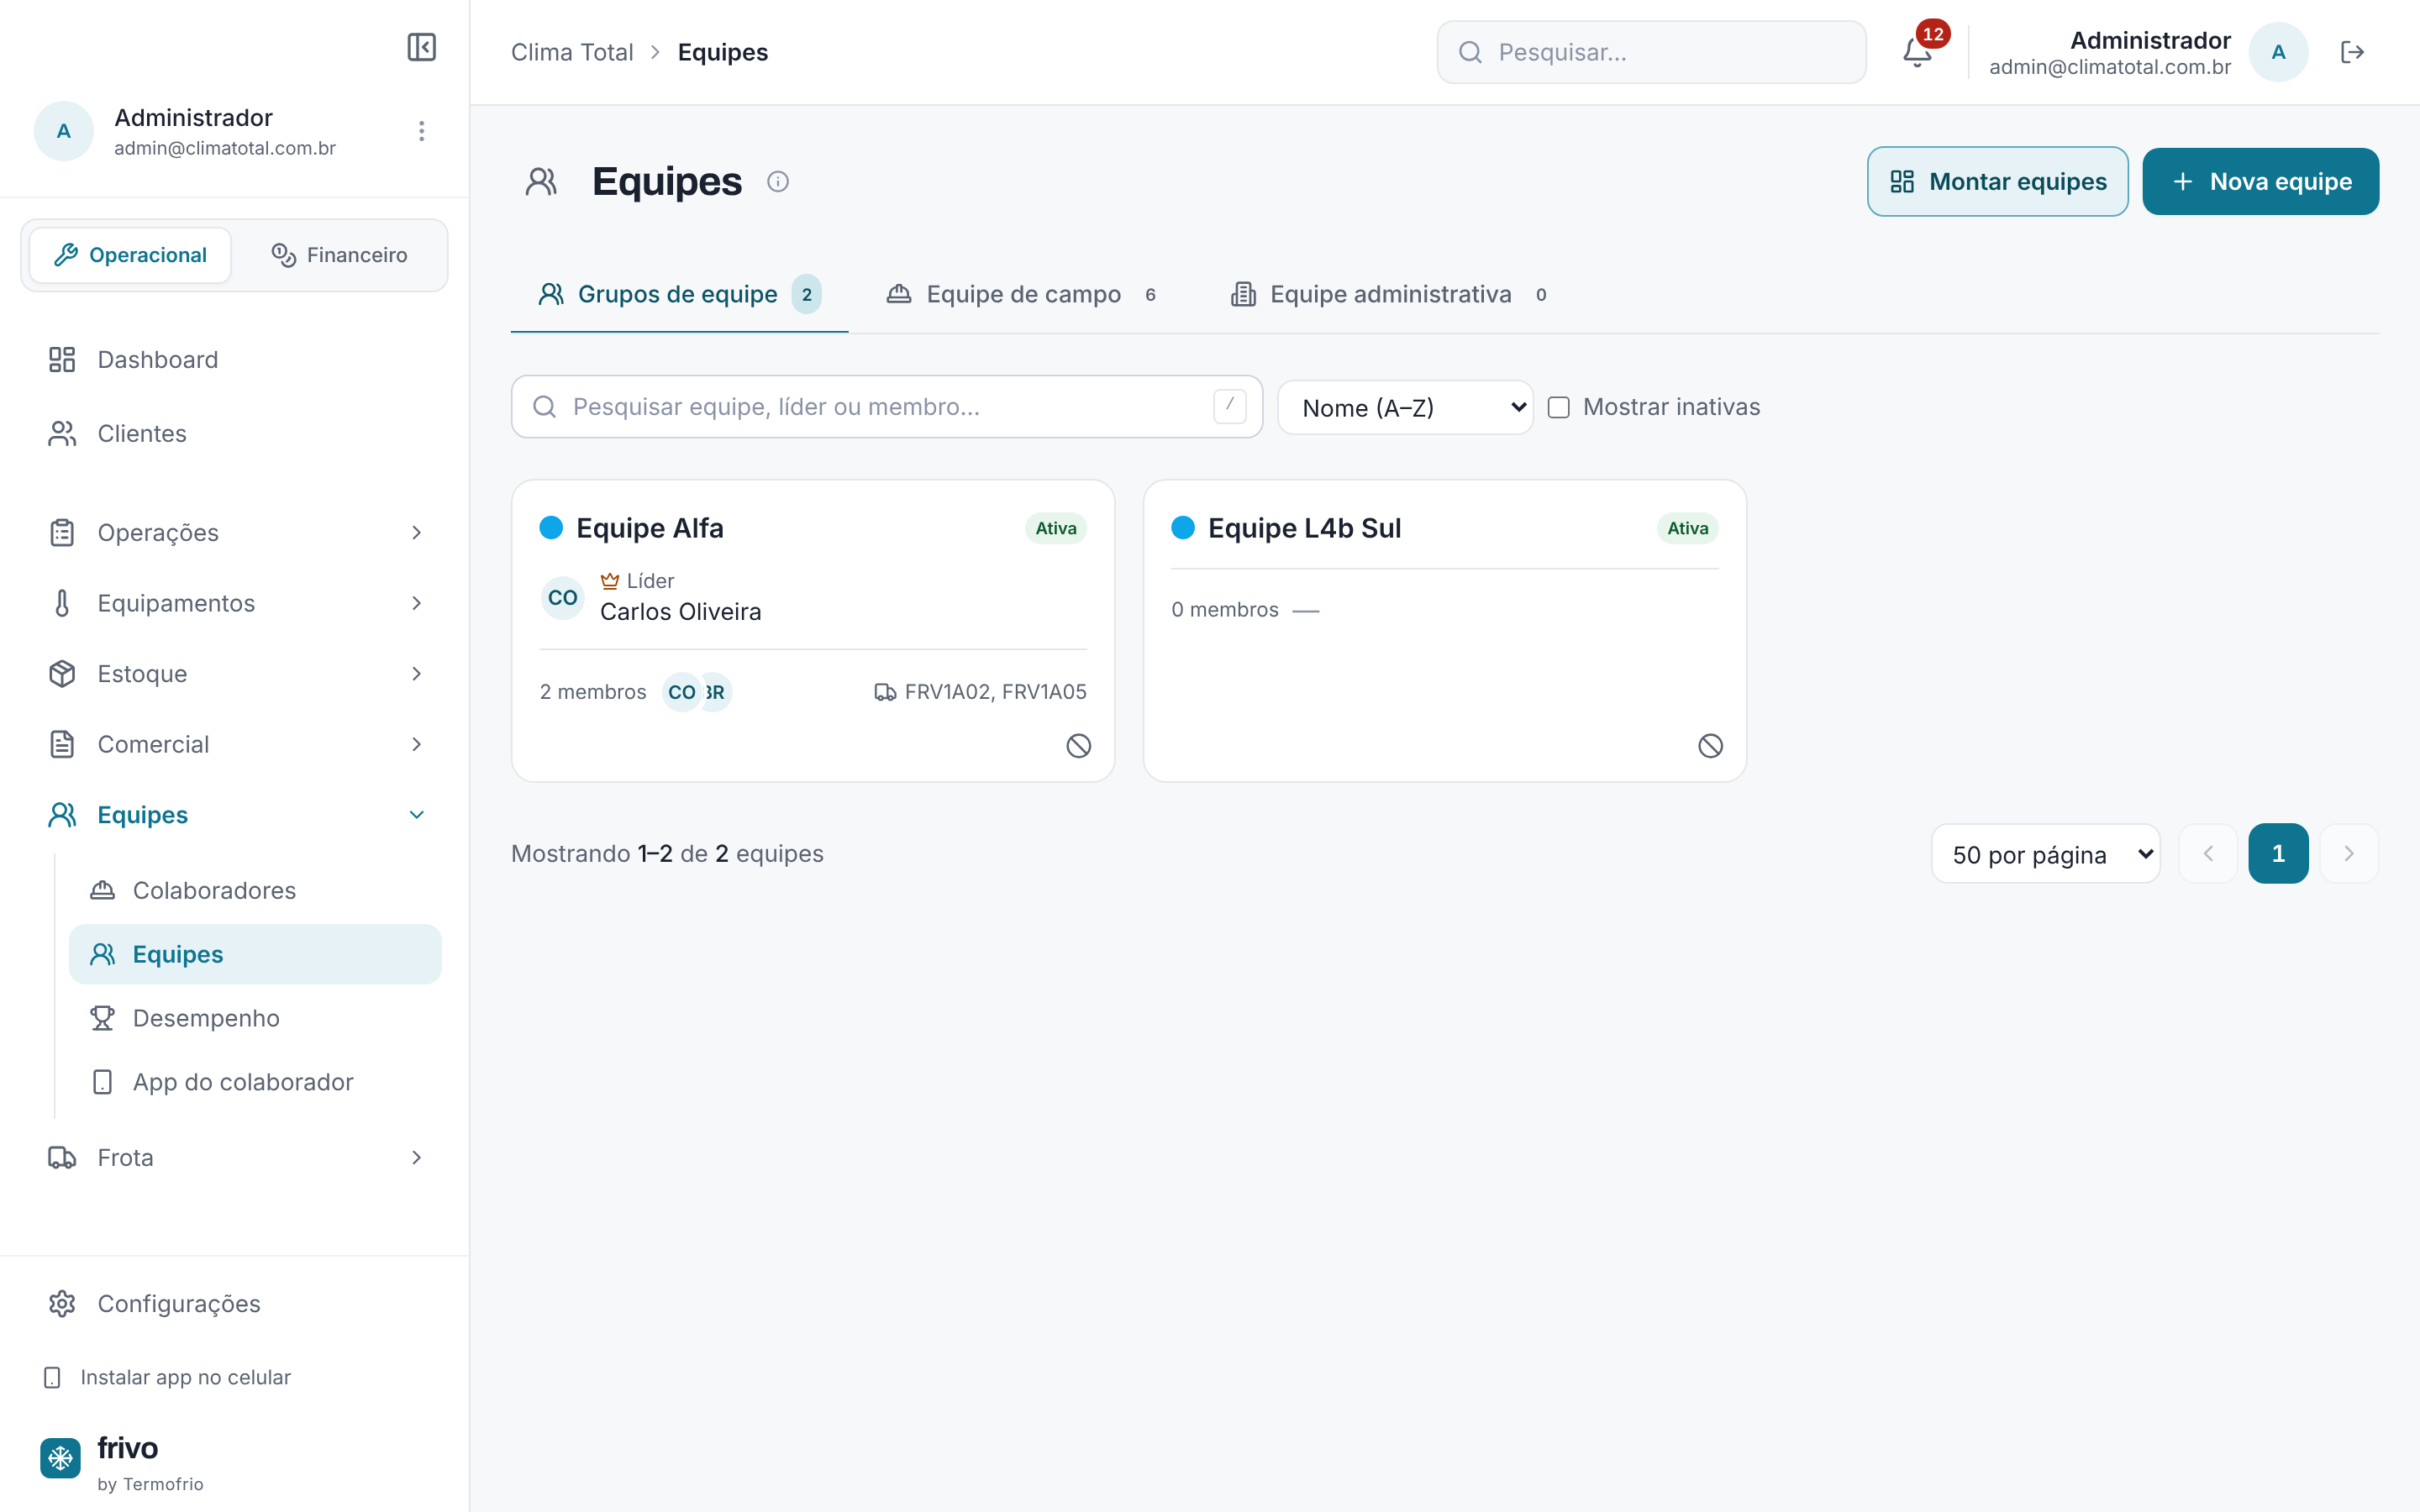 Administrador
admin@climatotal.com.br
A
Operacional
Financeiro
Dashboard
Clientes
Operações
Equipamentos
Estoque
Comercial
Equipes
Colaboradores
Equipes
Desempenho
App do colaborador
Frota
Configurações
Instalar app no celular
frivo
by Termofrio
Clima Total > Equipes
Pesquisar...
12
Administrador
admin@climatotal.com.br
A
Equipes
Montar equipes
Nova equipe
Grupos de equipe 2
Equipe de campo 6
Equipe administrativa 0
Pesquisar equipe, líder ou membro... /
Nome (A–Z)
Mostrar inativas
Equipe Alfa Ativa
CO
Líder
Carlos Oliveira
2 membros CO BR FRV1A02, FRV1A05
Equipe L4b Sul Ativa
0 membros —
Mostrando 1–2 de 2 equipes
50 por página
1